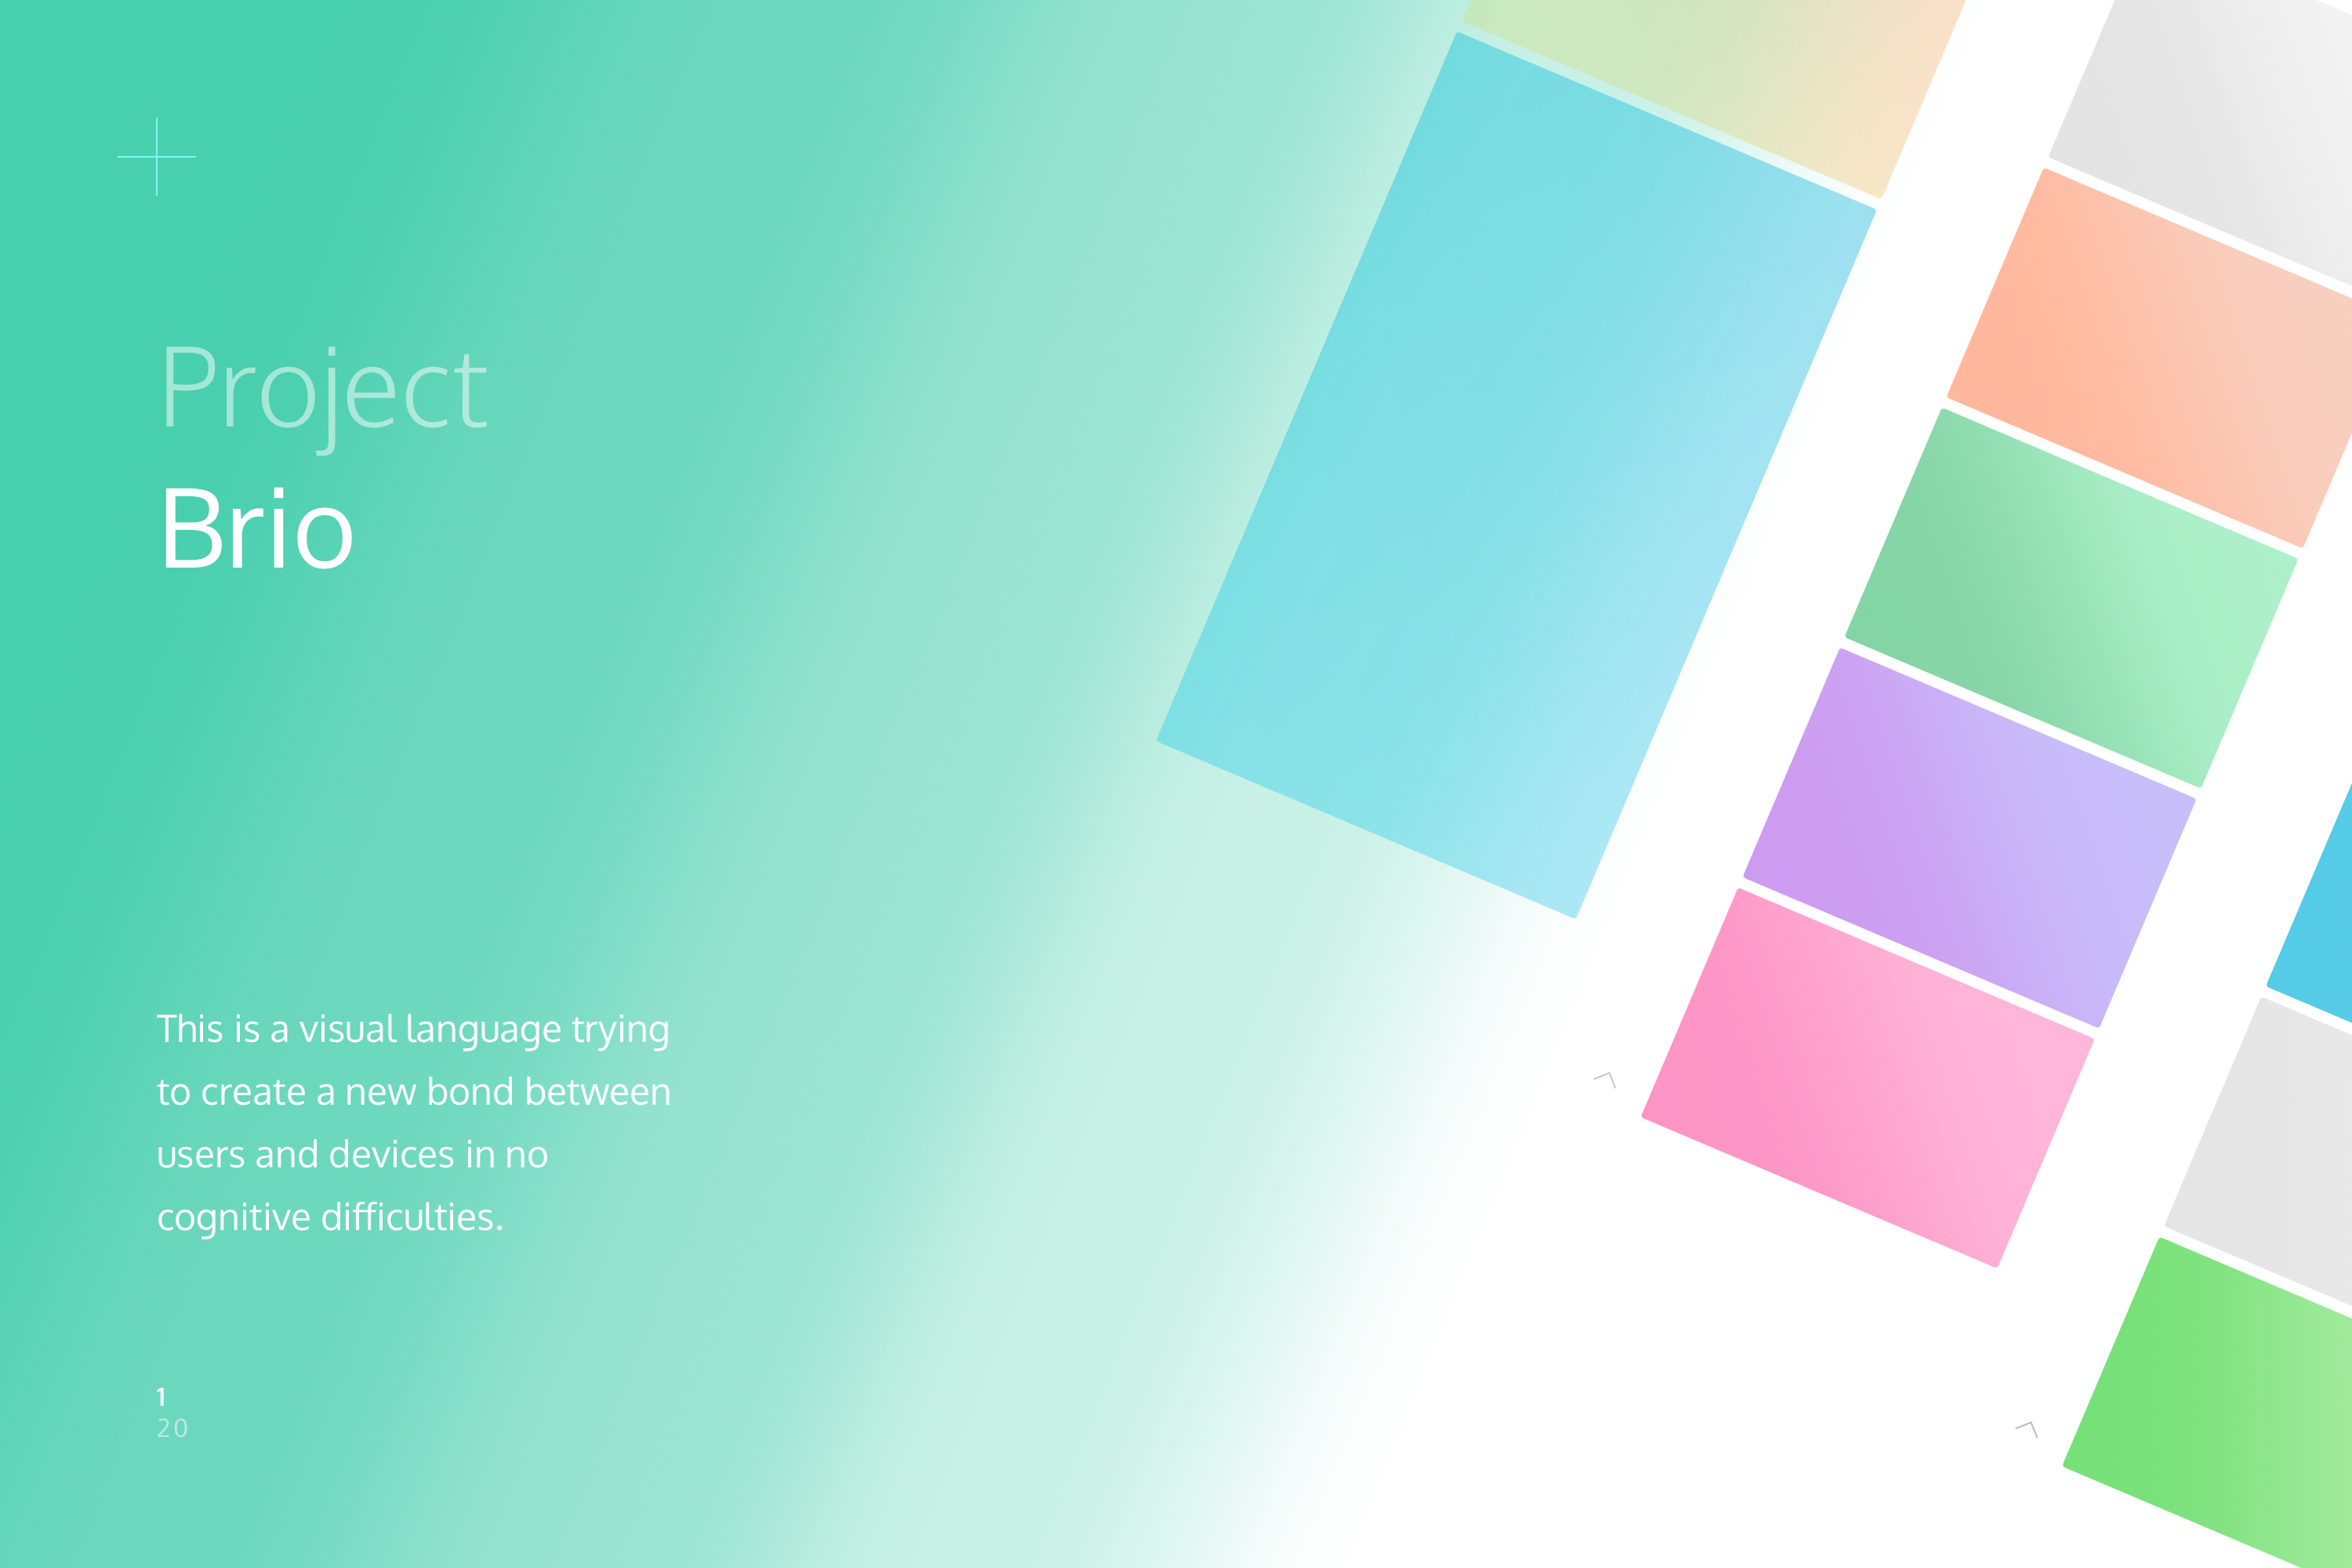 Project
Brio
This is a visual language trying
to create a new bond between
users and devices in no
cognitive difficulties.
1
20